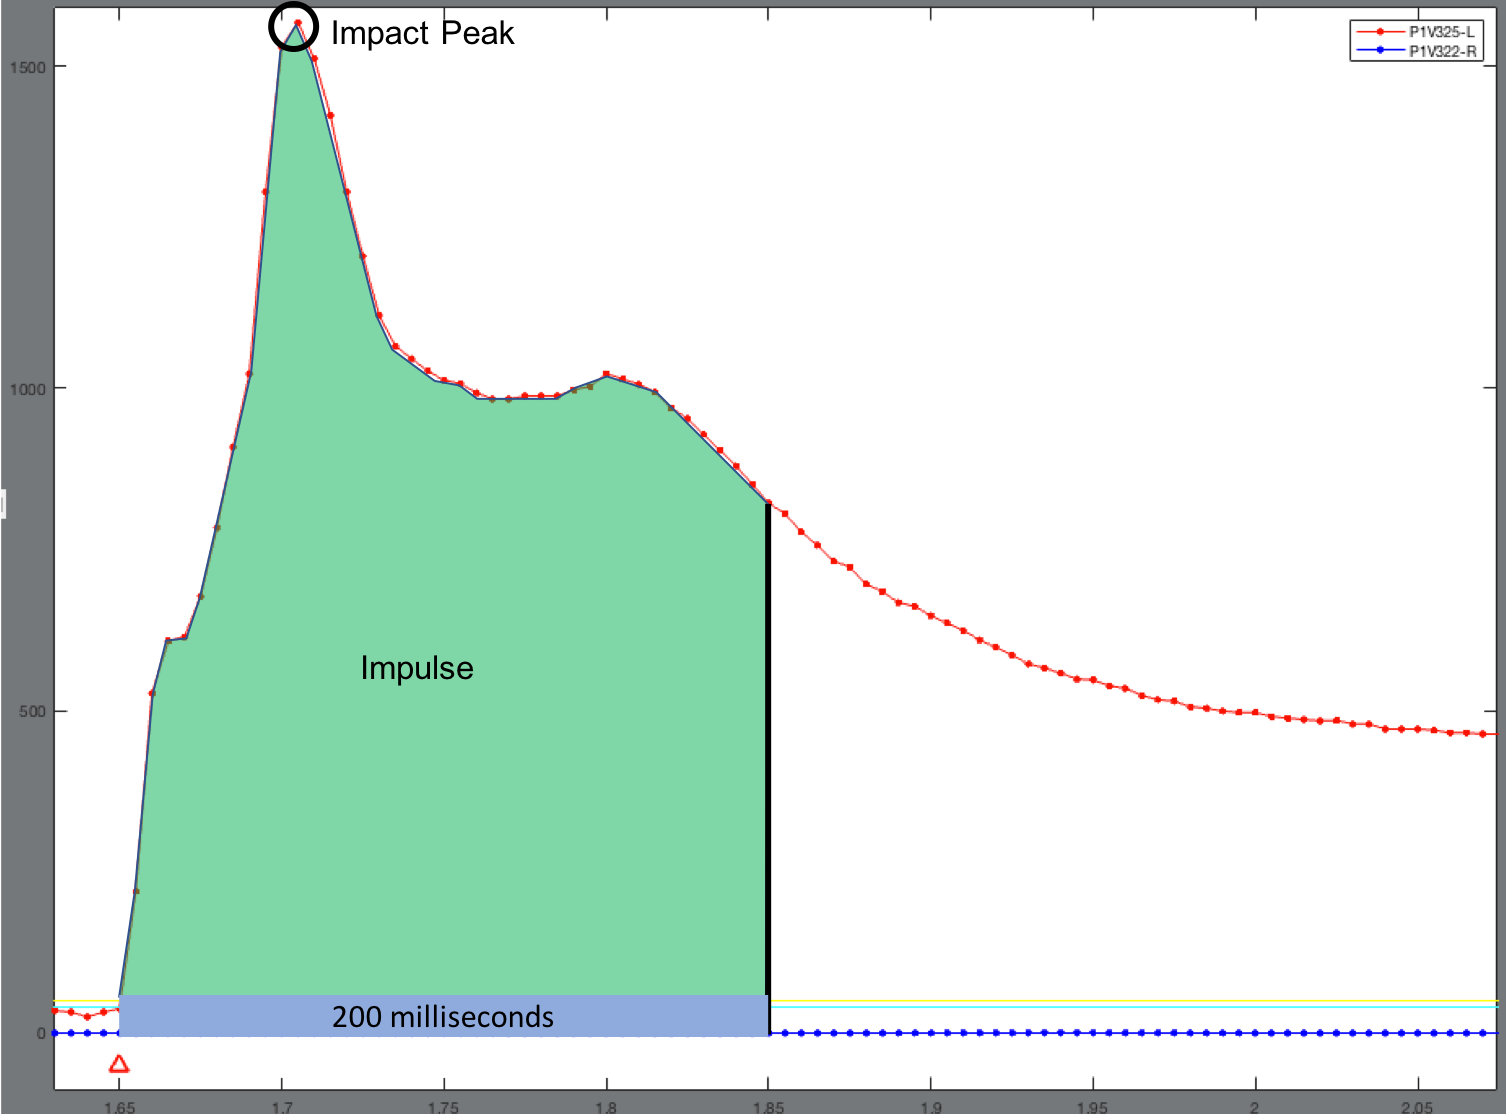 Impact Peak
P1V325-L
P1V322-R
1500
1000
Impulse
500
200 milliseconds
0
1.65 1.7 1.75 1.8 1.85 1.9 1.95 2 2.05